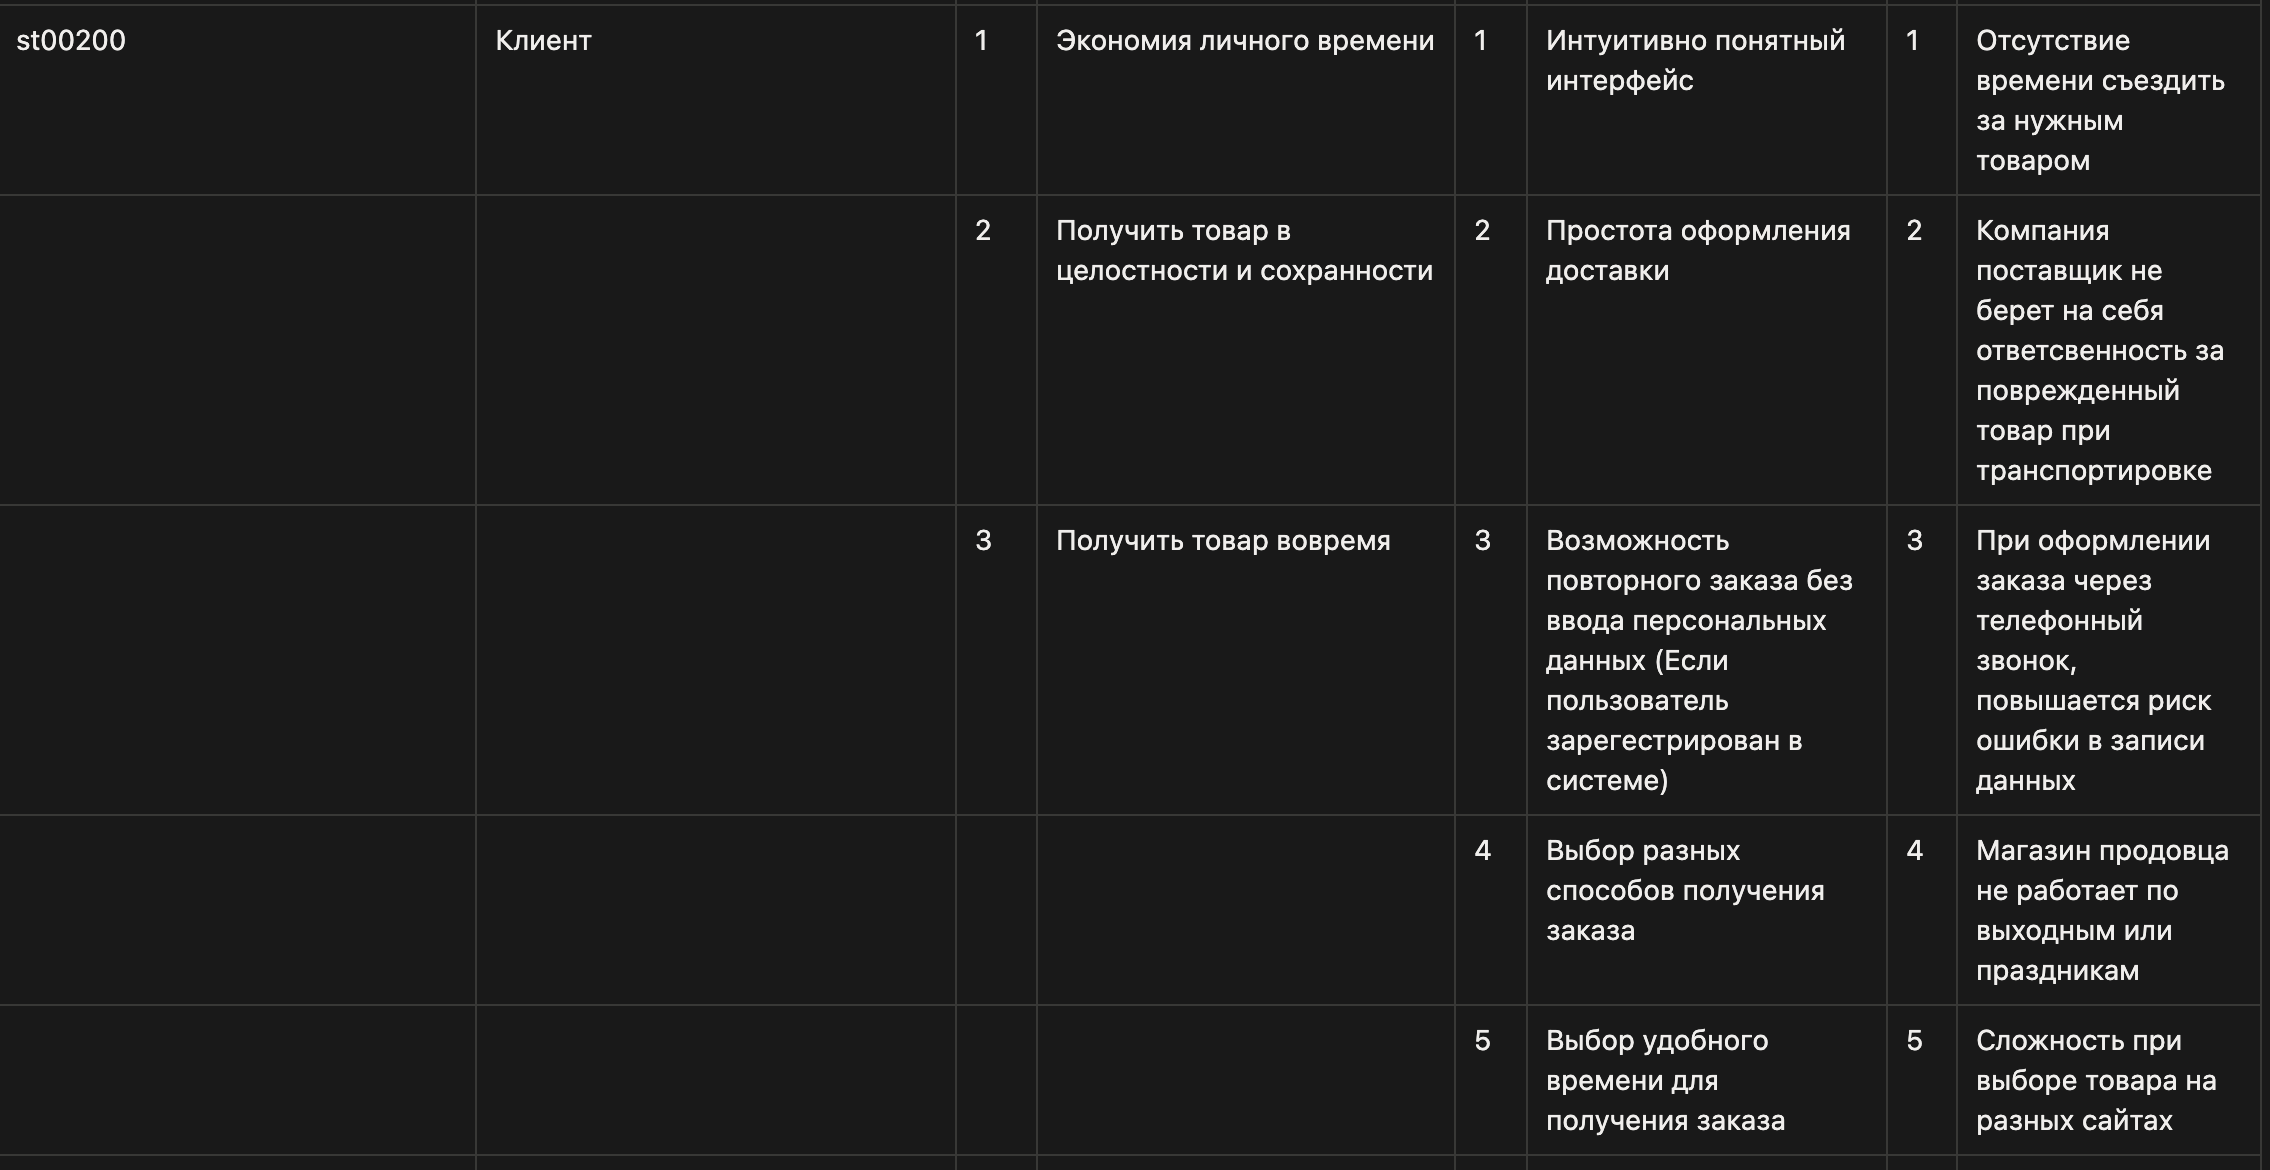 st00200
Клиент
1
Экономия личного времени
1
Интуитивно понятный
интерфейс
1
Отсутствие
времени съездить
за нужным
товаром
2
Получить товар в
целостности и сохранности
2
Простота оформления
доставки
2
Компания
поставщик не
берет на себя
ответсвенность за
поврежденный
товар при
транспортировке
3
Получить товар вовремя
3
Возможность
повторного заказа без
ввода персональных
данных (Если
пользователь
зарегестрирован в
системе)
3
При оформлении
заказа через
телефонный
звонок,
повышается риск
ошибки в записи
данных
4
Выбор разных
способов получения
заказа
4
Магазин продовца
не работает по
выходным или
праздникам
5
Выбор удобного
времени для
получения заказа
5
Сложность при
выборе товара на
разных сайтах